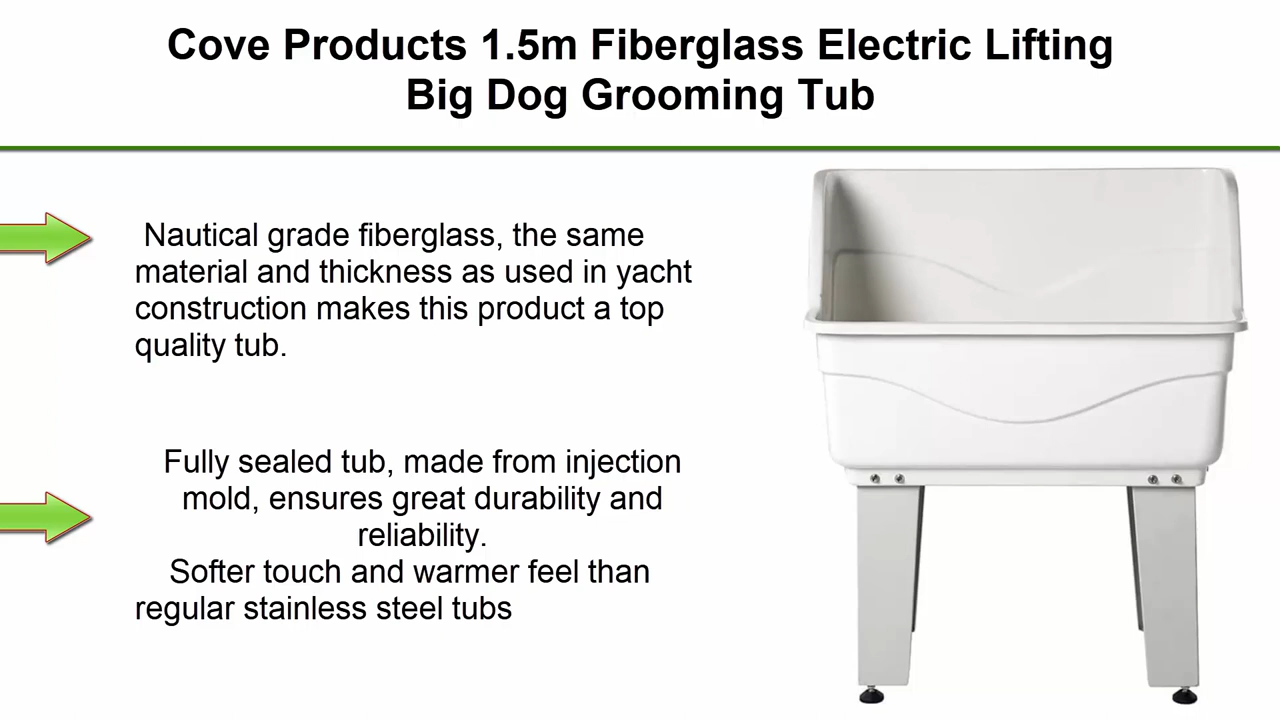 Cove Products 1.5m Fiberglass Electric Lifting
Big Dog Grooming Tub
Nautical grade fiberglass, the same
material and thickness as used in yacht
construction makes this product a top
quality tub.
Fully sealed tub, made from injection
mold, ensures great durability and
reliability.
Softer touch and warmer feel than
regular stainless steel tubs